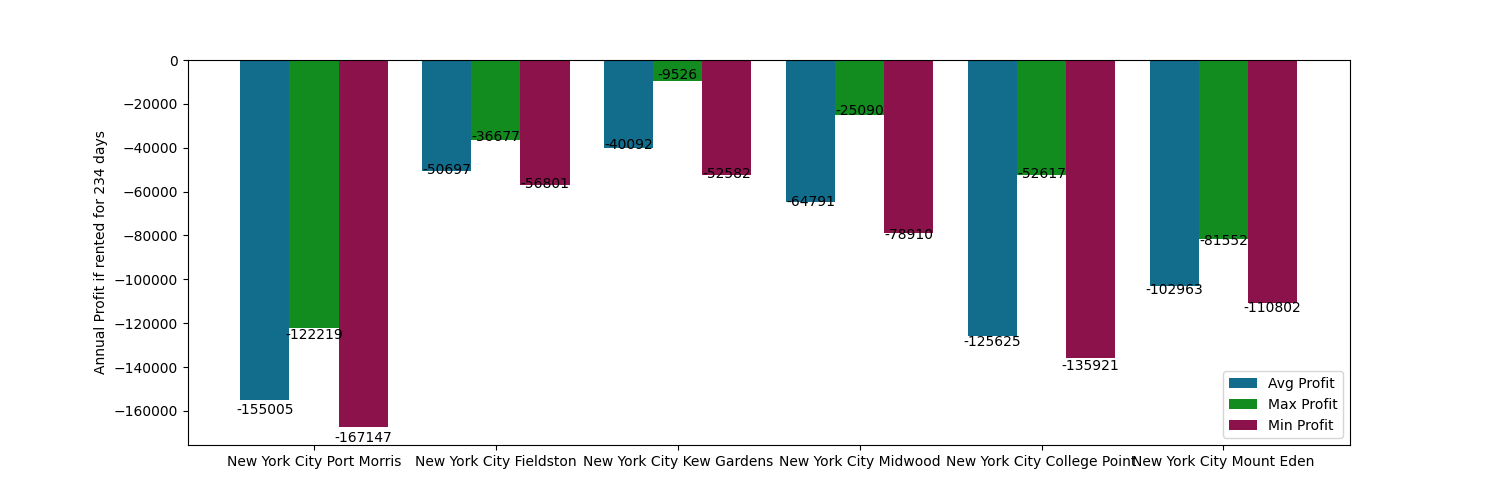 Annual Profit if rented for 234 days
0
−20000
−40000
−60000
−80000
−100000
−120000
−140000
−160000
-155005
-122219
-167147
-50697
-36677
-56801
-40092
-9526
-52582
-64791
-25090
-78910
-125625
-52617
-135921
-102963
-81552
-110802
New York City Port Morris
New York City Fieldston
New York City Kew Gardens
New York City Midwood
New York City College Point
New York City Mount Eden
Avg Profit
Max Profit
Min Profit